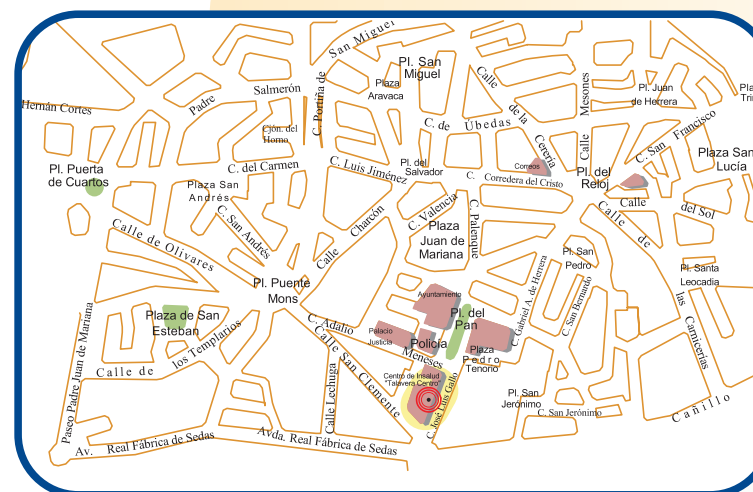 San Miguel
Pl. San
Miguel
Calle
de la
Cerería
Calle Mesones
Pl. Juan
de Herrera
Pla
Tri
Hernán Cortes
Padre
Salmerón
C. Portiña de
Plaza
Aravaca
C. de Úbedas
C. San Francisco
Cjón. del
Horno
Plaza San
Lucía
Pl. Puerta
de Cuartos
C. del Carmen
C. Luis Jiménez
Pl. del
Salvador
Correos
C. Corredera del Cristo
Pl. del
Reloj
Plaza San
Andrés
C. San Andrés
Calle Charcón
C. Valencia
C. Palenque
Calle del Sol
Calle de las Carnicerías
Calle de Olivares
Plaza
Juan de
Mariana
Pl. San
Pedro
Pl. Santa
Leocadia
Pl. Puente
Mons
C. Gabriel A. de Herrera
C. San Bernardo
Ayuntamiento
Plaza de San
Esteban
C. Adalio
Meneses
Pl. del
Pan
Palacio
Justicia
Policía
Plaza
Pedro
Tenorio
Calle de los Templarios
Paseo Padre Juan de Mariana
Calle San Clemente
Calle Lechuga
Centro de Insalud
"Talavera Centro"
C. José Luis Gallo
Pl. San
Jerónimo
C. San Jerónimo
Cañillo
Av. Real Fábrica de Sedas
Avda. Real Fábrica de Sedas